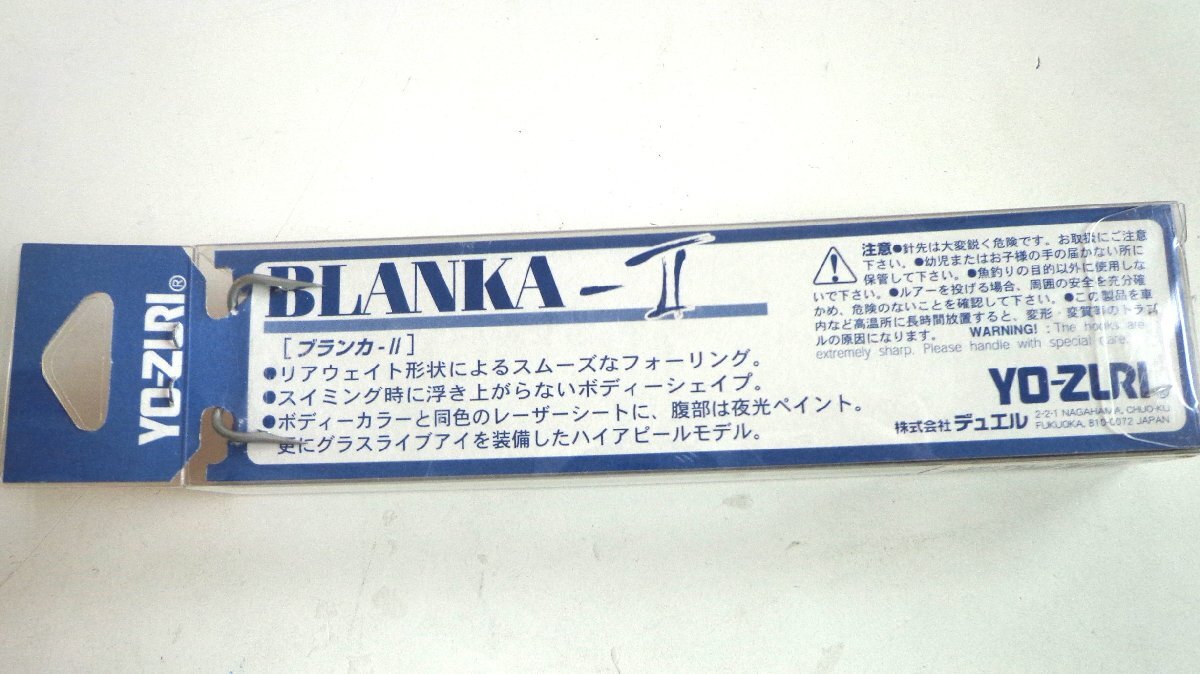 YO-ZURI®
BLANKA-II
[ブランカ-II]
●リアウェイト形状によるスムーズなフォーリング。
●スイミング時に浮き上がらないボディーシェイプ。
●ボディーカラーと同色のレーザーシートに、腹部は夜光ペイント。
更にグラスライブアイを装備したハイアピールモデル。
注意●針先は大変鋭く危険です。お取扱にご注意
下さい。●幼児またはお子様の手の届かない所に
保管して下さい。●魚釣りの目的以外に使用しな
いで下さい。●ルアーを投げる場合、周囲の安全を充分確
かめ、危険のないことを確認して下さい。●この製品を車
内など高温所に長時間放置すると、変形・変質等のトラブ
ルの原因になります。 WARNING! : The hooks are
extremely sharp. Please handle with special care.
YO-ZURI
株式会社デュエル
2-2-1 NAGAHAMA, CHUO-KU
FUKUOKA, 810-0072 JAPAN